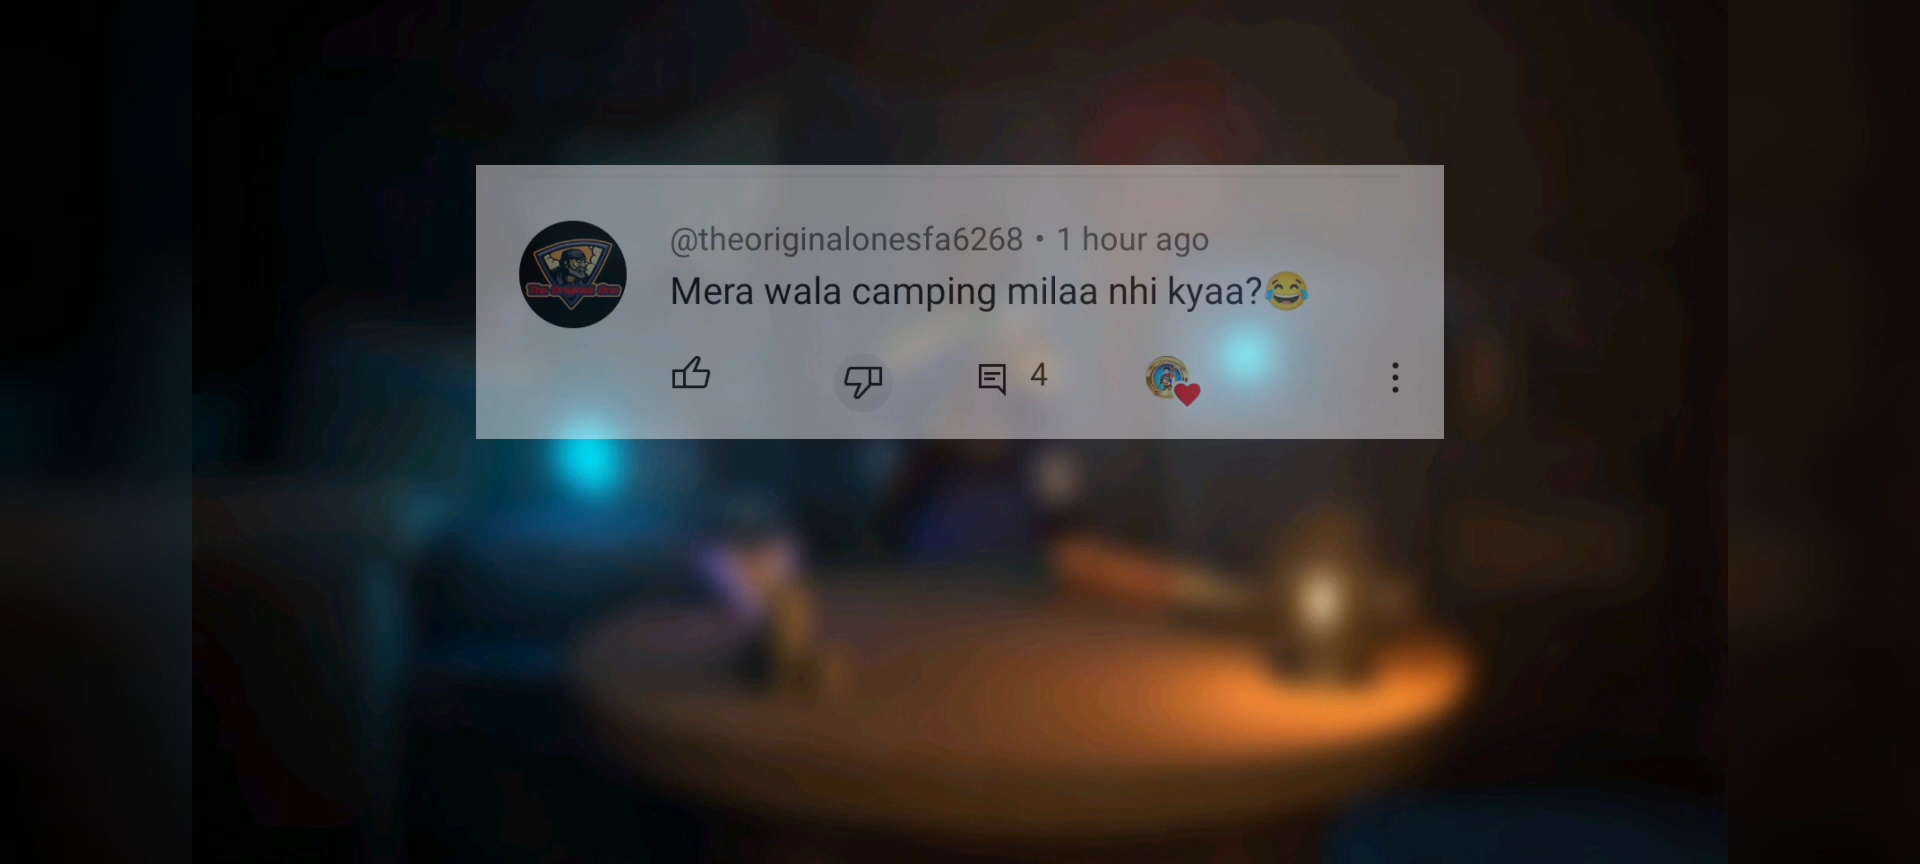 @theoriginalonesfa6268 • 1 hour ago
Mera wala camping milaa nhi kyaa?😂
4